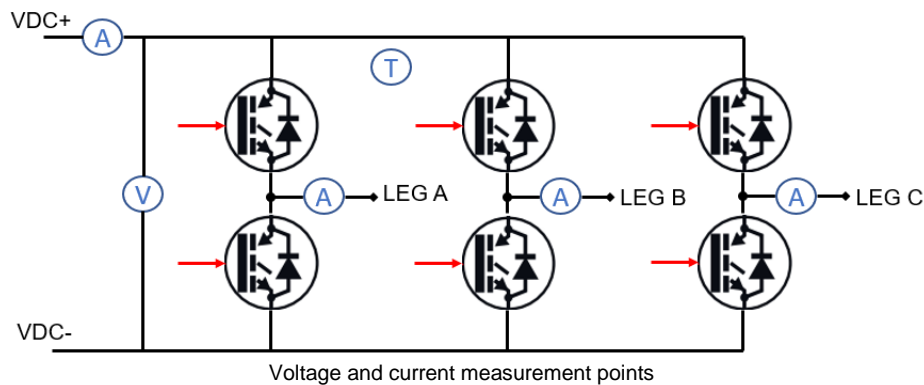 VDC+
A
T
V
A
LEG A
A
LEG B
A
LEG C
VDC-
Voltage and current measurement points